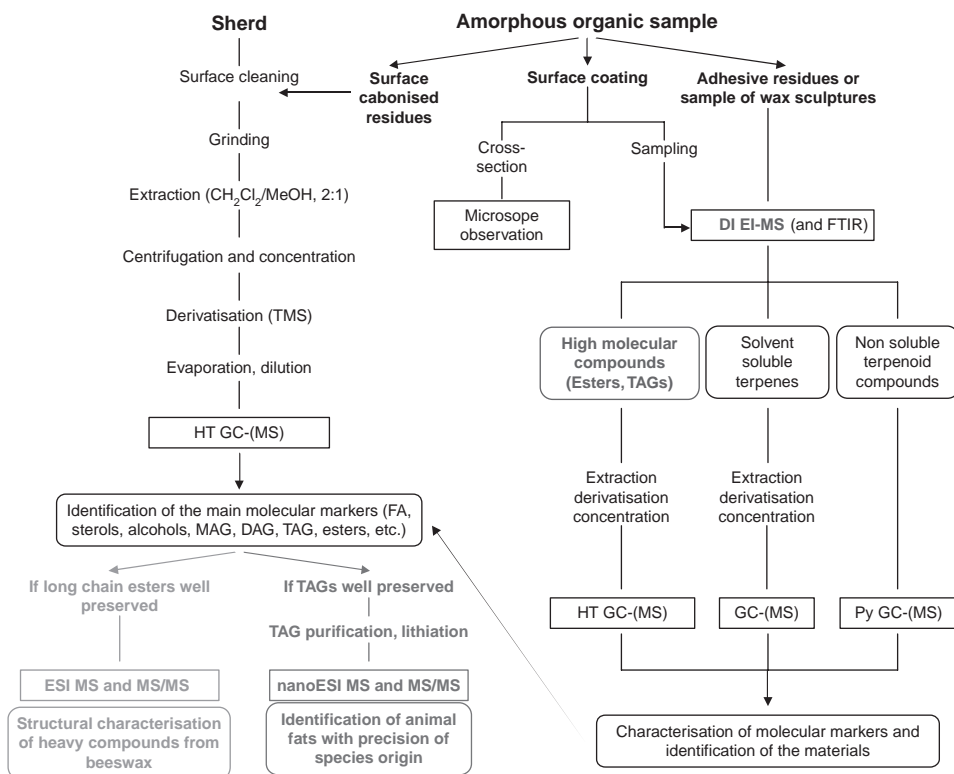 Sherd
Surface cleaning
Grinding
Extraction (CH₂Cl₂/MeOH, 2:1)
Centrifugation and concentration
Derivatisation (TMS)
Evaporation, dilution
HT GC-(MS)
Identification of the main molecular markers (FA,
sterols, alcohols, MAG, DAG, TAG, esters, etc.)
If long chain esters well
preserved
ESI MS and MS/MS
Structural characterisation
of heavy compounds from
beeswax
If TAGs well preserved
TAG purification, lithiation
nanoESI MS and MS/MS
Identification of animal
fats with precision of
species origin
Amorphous organic sample
Surface
cabonised
residues
Surface coating
Cross-
section
Microsope
observation
Sampling
Adhesive residues or
sample of wax sculptures
DI EI-MS (and FTIR)
High molecular
compounds
(Esters, TAGs)
Extraction
derivatisation
concentration
HT GC-(MS)
Solvent
soluble
terpenes
Extraction
derivatisation
concentration
GC-(MS)
Non soluble
terpenoid
compounds
Py GC-(MS)
Characterisation of molecular markers and
identification of the materials